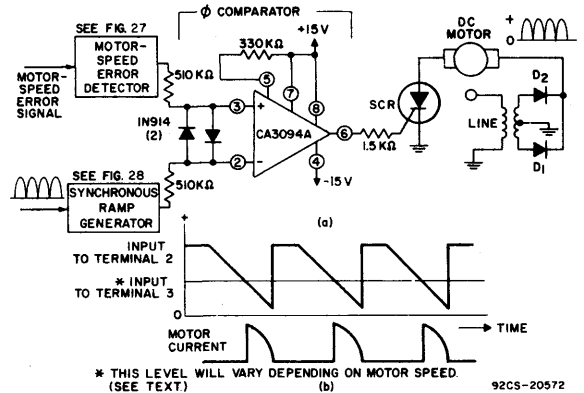 ϕ COMPARATOR
SEE FIG. 27
MOTOR-
SPEED ERROR
DETECTOR
MOTOR-
SPEED ERROR
SIGNAL
510 KΩ
330 KΩ
+15 V
5
7
8
3
+
IN914
(2)
CA3094A
6
2
-
4
-15 V
1.5 KΩ
SCR
DC
MOTOR
+
0
D2
LINE
D1
SEE FIG. 28
SYNCHRONOUS
RAMP
GENERATOR
510KΩ
(a)
+
INPUT
TO TERMINAL 2
* INPUT
TO TERMINAL 3
0
TIME
MOTOR
CURRENT
* THIS LEVEL WILL VARY DEPENDING ON MOTOR SPEED.
(SEE TEXT.)
(b)
92CS-20572